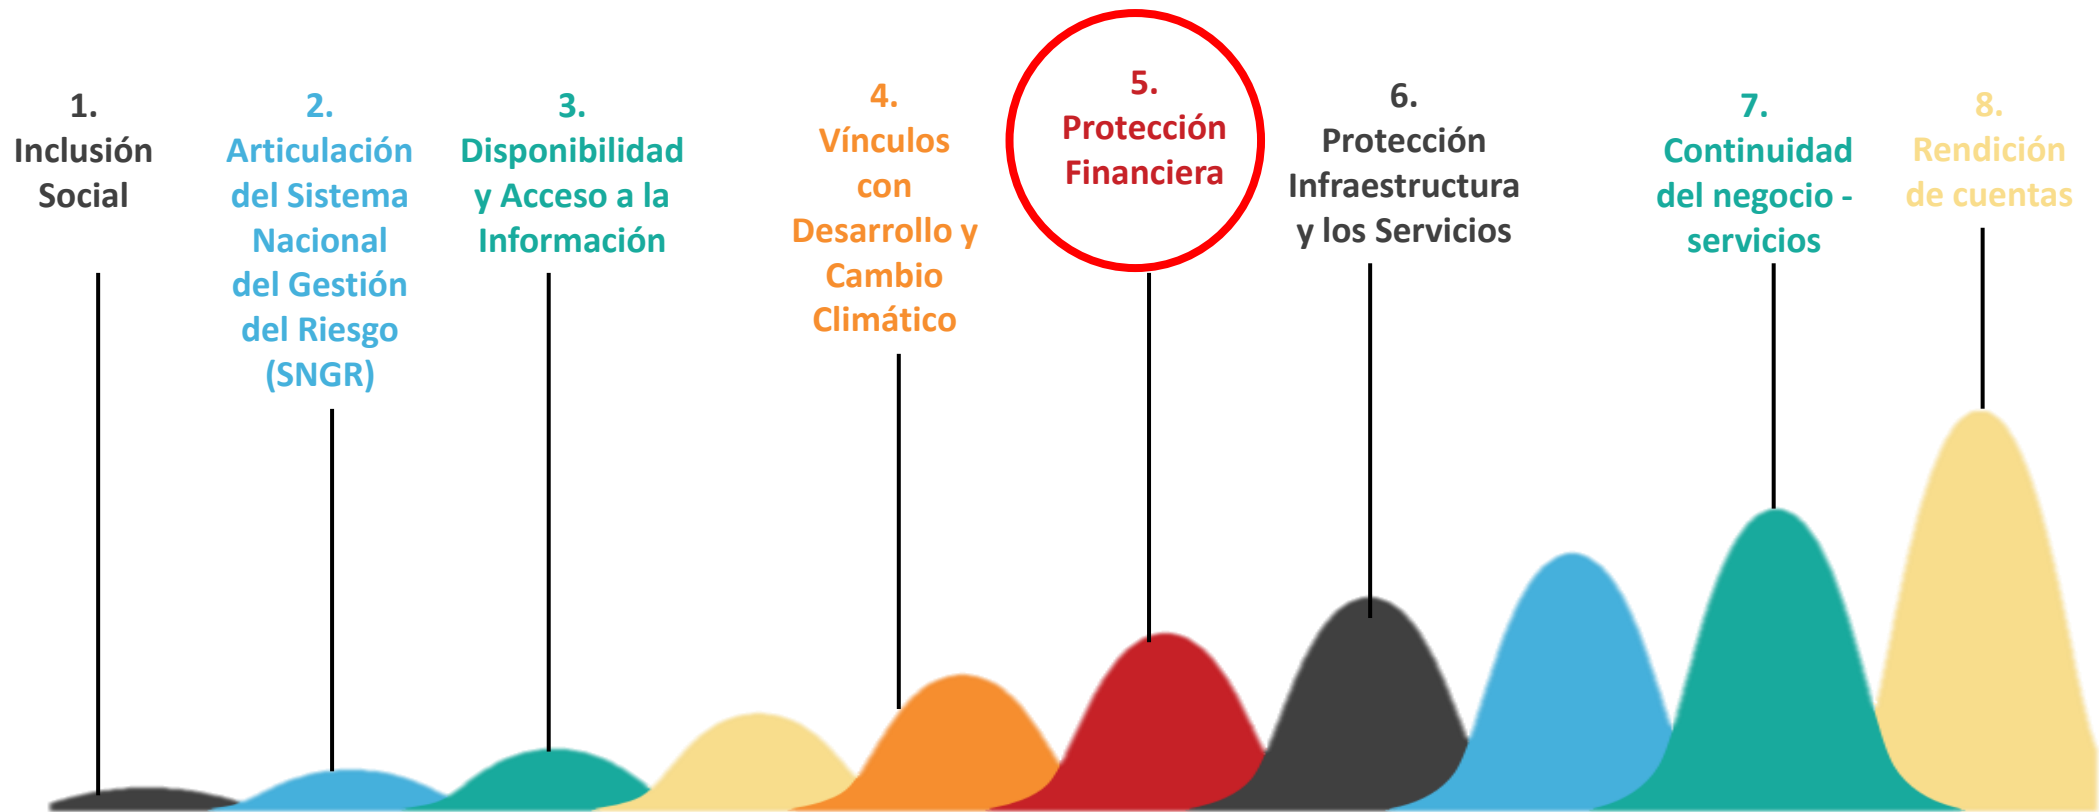 1.
Inclusión
Social
2.
Articulación
del Sistema
Nacional
del Gestión
del Riesgo
(SNGR)
3.
Disponibilidad
y Acceso a la
Información
4.
Vínculos
con
Desarrollo y
Cambio
Climático
5.
Protección
Financiera
6.
Protección
Infraestructura
y los Servicios
7.
Continuidad
del negocio -
servicios
8.
Rendición
de cuentas